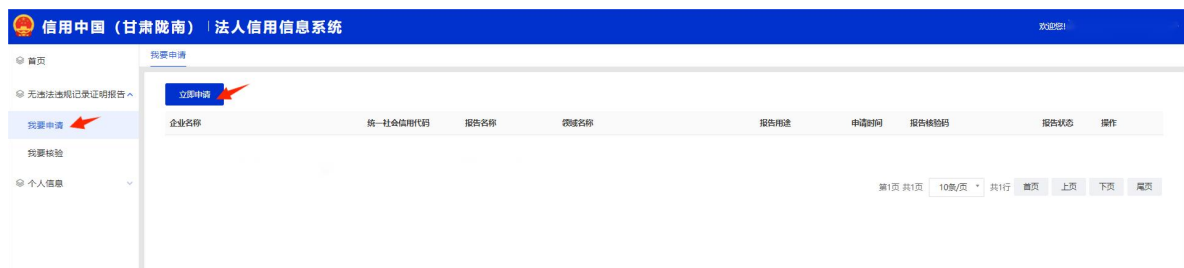 信用中国（甘肃陇南） 法人信用信息系统 欢迎您!
首页 我要申请
无违法违规记录证明报告 立即申请
我要申请 企业名称 统一社会信用代码 报告名称 领域名称 报告用途 申请时间 报告核验码 报告状态 操作
我要核验
个人信息 第1页 共1页 10条/页 共1行 首页 上页 下页 尾页